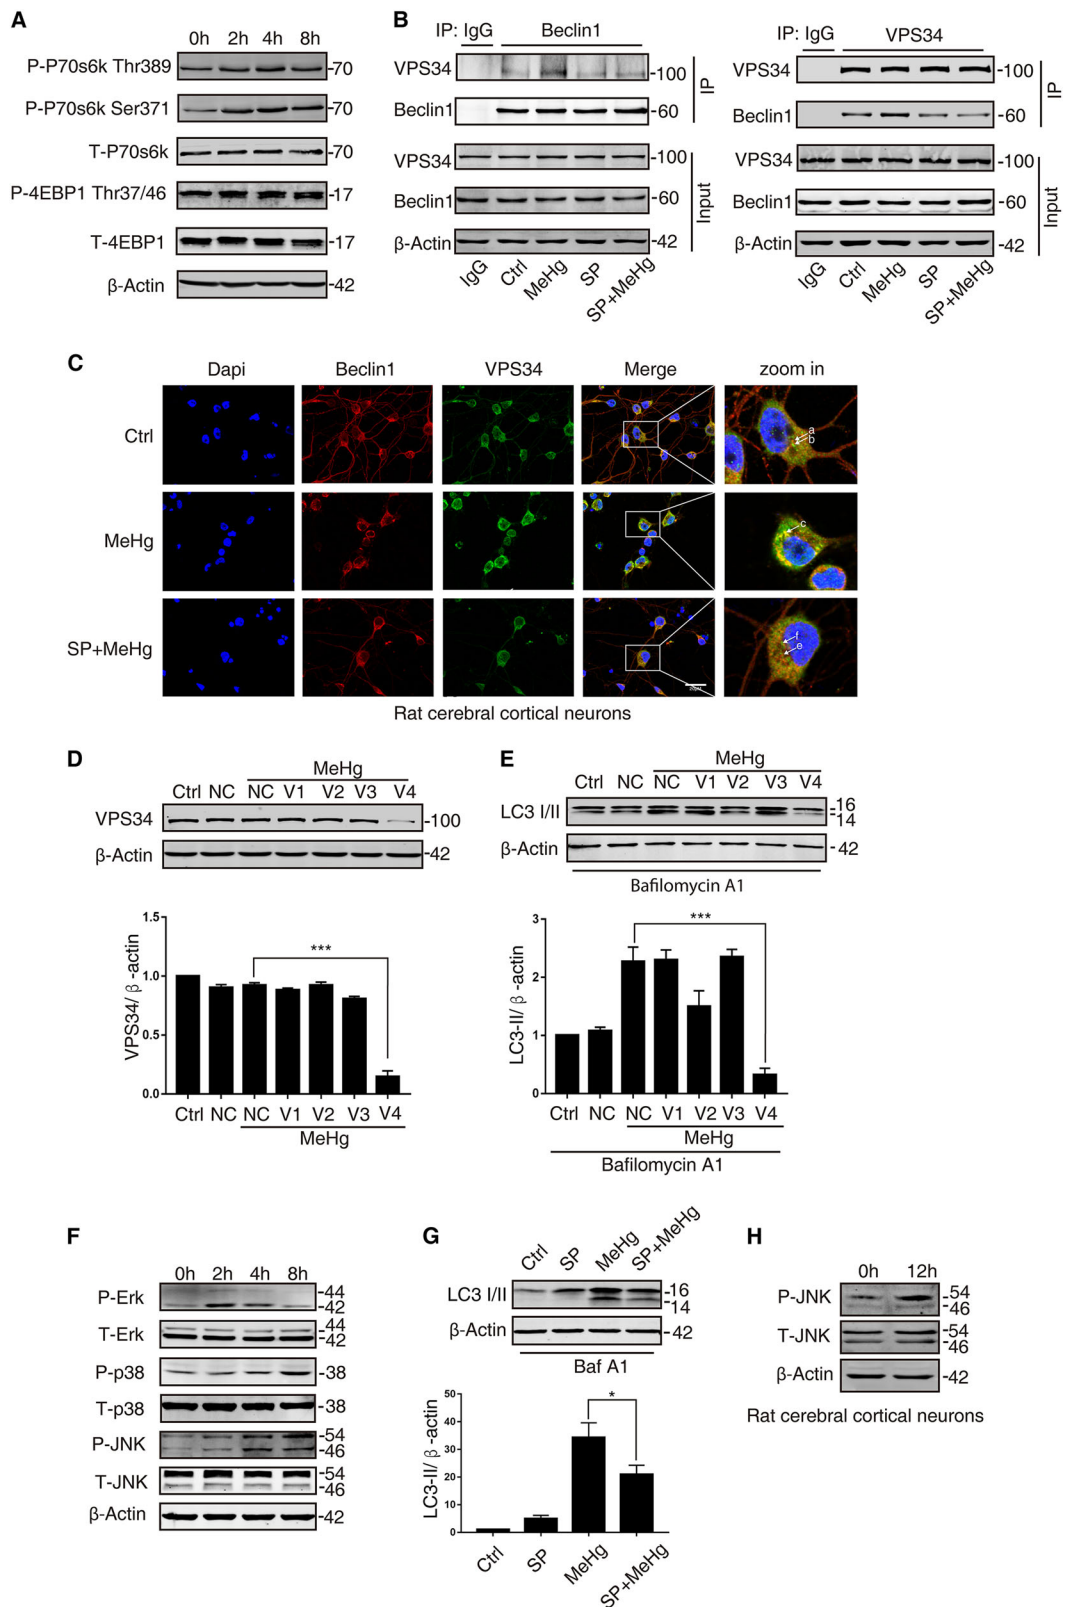 A
0h 2h 4h 8h
P-P70s6k Thr389 -70
P-P70s6k Ser371 -70
T-P70s6k -70
P-4EBP1 Thr37/46 -17
T-4EBP1 -17
β-Actin -42
B
IP: IgG Beclin1
VPS34 -100
Beclin1 -60
IP
VPS34 -100
Beclin1 -60
β-Actin -42
Input
IgG Ctrl MeHg SP SP+MeHg
IP: IgG VPS34
VPS34 -100
Beclin1 -60
IP
VPS34 -100
Beclin1 -60
β-Actin -42
Input
IgG Ctrl MeHg SP SP+MeHg
C
Dapi Beclin1 VPS34 Merge zoom in
Ctrl
a
b
MeHg
c
SP+MeHg
f
e
Rat cerebral cortical neurons
D
MeHg
Ctrl NC NC V1 V2 V3 V4
VPS34 -100
β-Actin -42
VPS34/ β -actin
1.5
1.0
0.5
0.0
***
Ctrl NC NC V1 V2 V3 V4
MeHg
E
MeHg
Ctrl NC NC V1 V2 V3 V4
LC3 I/II -16
-14
β-Actin -42
Bafilomycin A1
LC3-II/ β -actin
3
2
1
0
***
Ctrl NC NC V1 V2 V3 V4
MeHg
Bafilomycin A1
F
0h 2h 4h 8h
P-Erk -44
-42
T-Erk -44
-42
P-p38 -38
T-p38 -38
P-JNK -54
-46
T-JNK -54
-46
β-Actin -42
G
Ctrl SP MeHg SP+MeHg
LC3 I/II -16
-14
β-Actin -42
Baf A1
LC3-II/ β -actin
50
40
30
20
10
0
*
Ctrl SP MeHg SP+MeHg
H
0h 12h
P-JNK -54
-46
T-JNK -54
-46
β-Actin -42
Rat cerebral cortical neurons